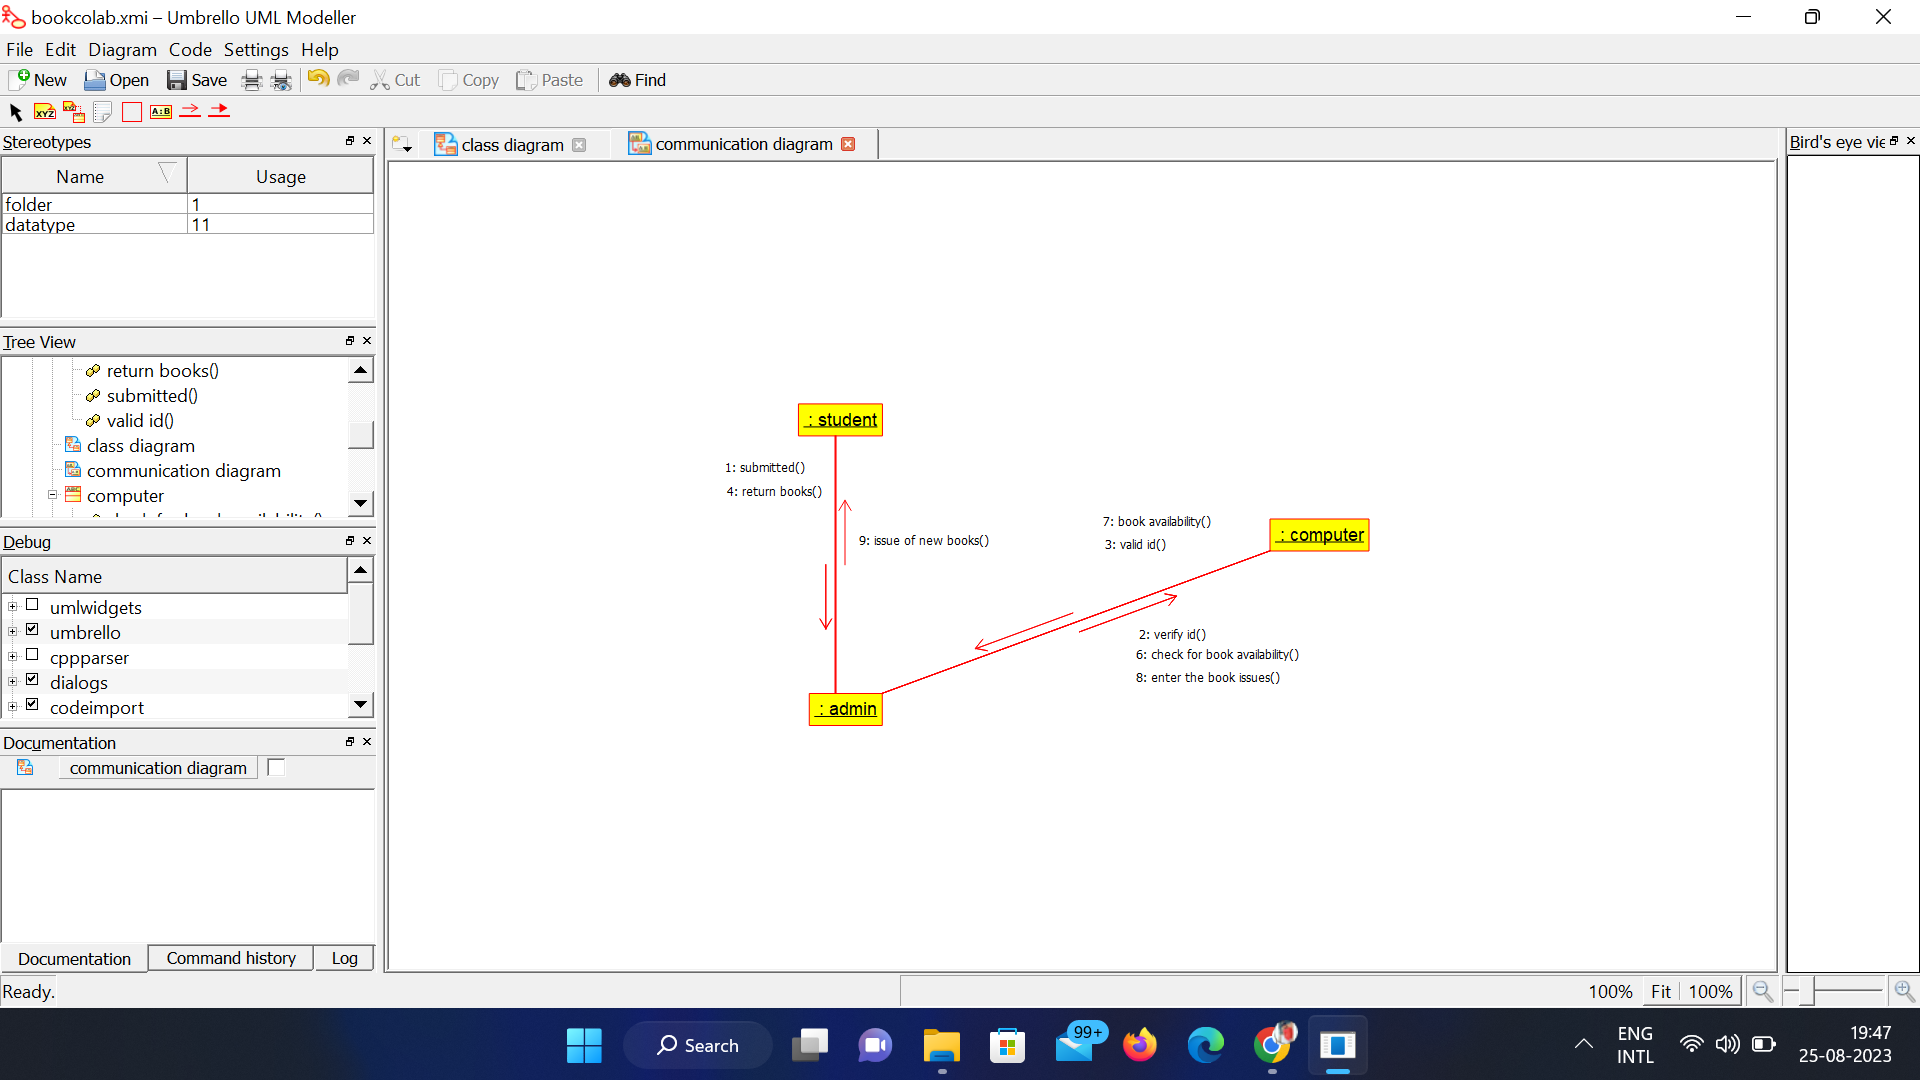 bookcolab.xmi – Umbrello UML Modeller
File Edit Diagram Code Settings Help
New Open Save Cut Copy Paste Find
XYZ XYZ A:B
Stereotypes
Name Usage
folder 1
datatype 11
Tree View
return books()
submitted()
valid id()
class diagram
communication diagram
computer
Debug
Class Name
umlwidgets
umbrello
cppparser
dialogs
codeimport
Documentation
communication diagram
Documentation Command history Log
class diagram communication diagram
: student
1: submitted()
4: return books()
9: issue of new books()
7: book availability()
3: valid id()
: computer
2: verify id()
6: check for book availability()
8: enter the book issues()
: admin
Bird's eye vie
Ready.
100% Fit 100%
Search
99+
ENG
INTL
19:47
25-08-2023